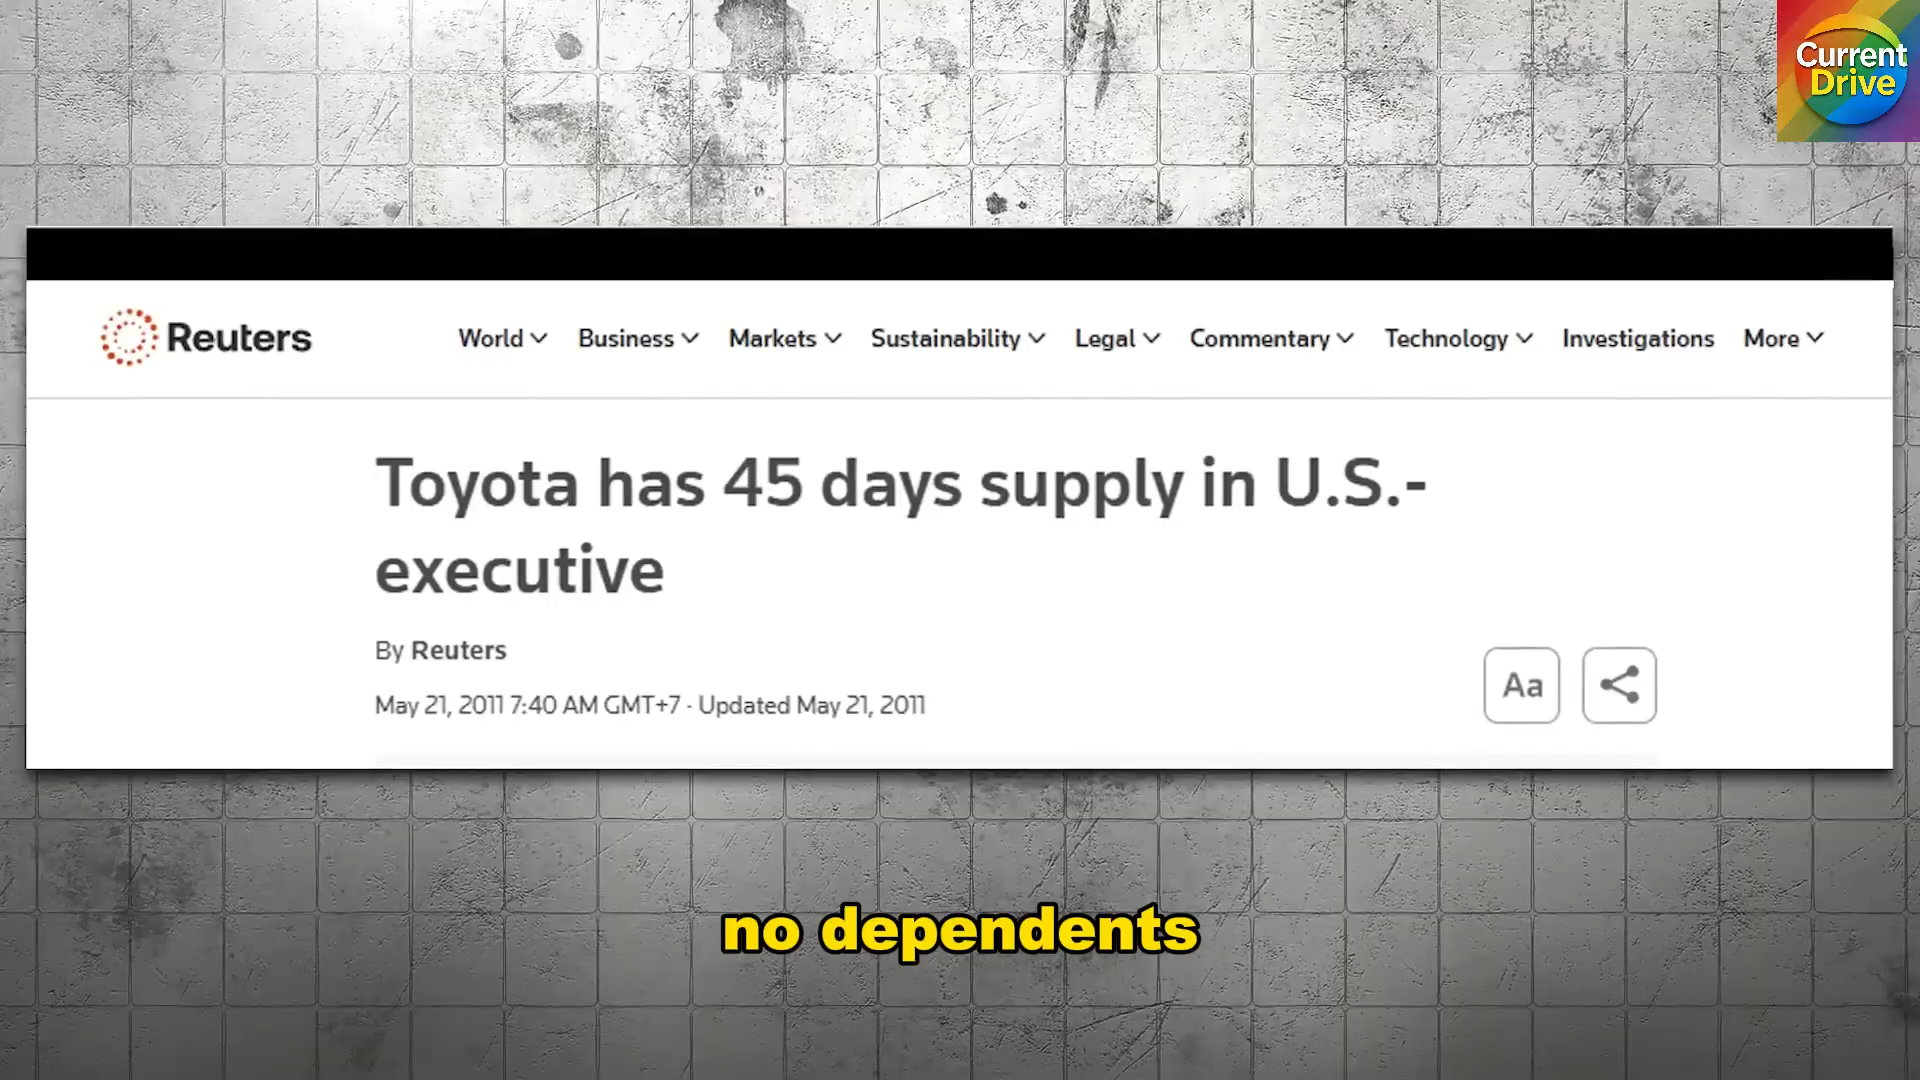 Current
Drive
Reuters
World Business Markets Sustainability Legal Commentary Technology Investigations More
Toyota has 45 days supply in U.S.-
executive
By Reuters
May 21, 2011 7:40 AM GMT+7 · Updated May 21, 2011
Aa
no dependents